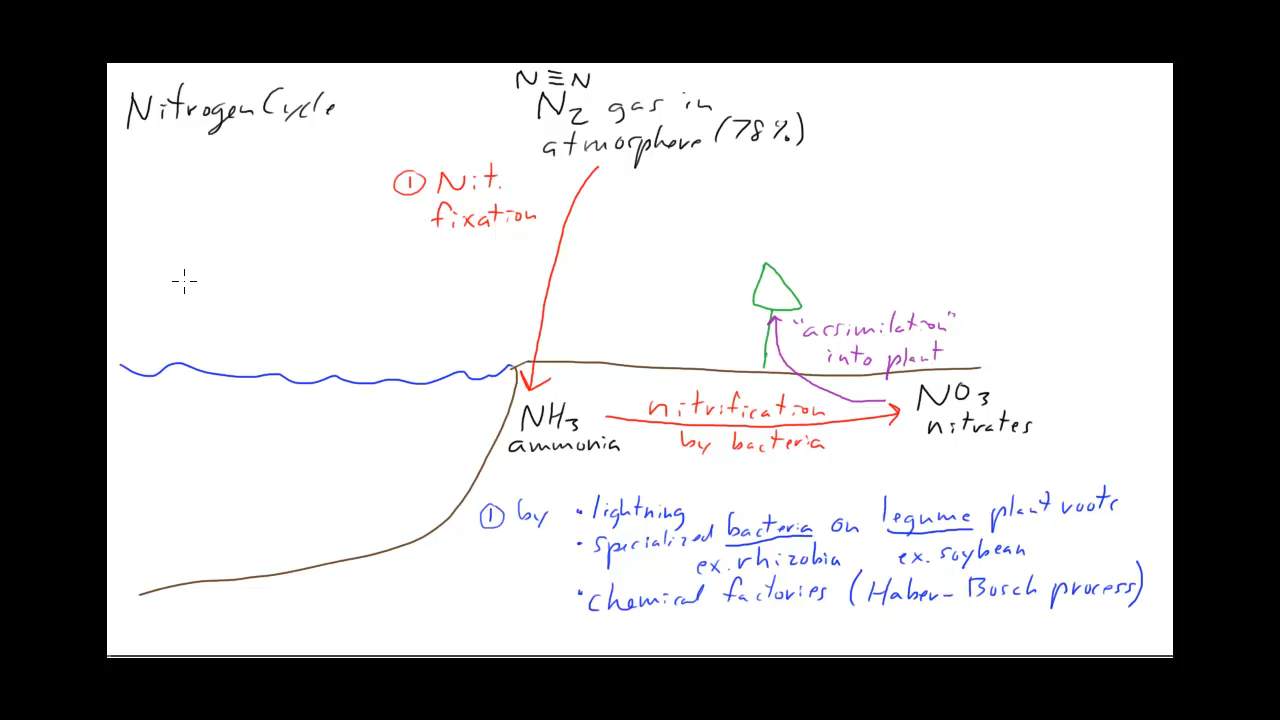 Nitrogen Cycle
N≡N
N2 gas in
atmorphere (78%)
① Nit.
fixation
"assimilation"
into plant
NH3
ammonia
nitrification
by bacteria
NO3
nitrates
① by • lightning
• specialized bacteria on legume plant roots
ex. rhizobia ex. soybean
• chemical factories (Haber-Bosch process)